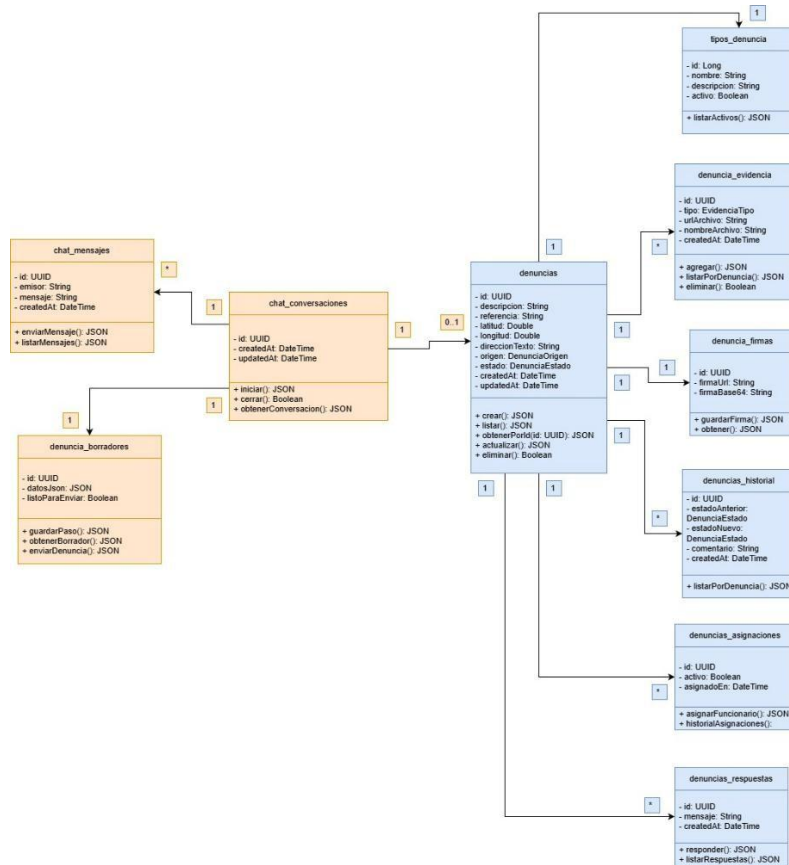 1
tipos_denuncia
- id: Long
- nombre: String
- descripcion: String
- activo: Boolean
+ listarActivos(): JSON
denuncia_evidencia
- id: UUID
- tipo: EvidenciaTipo
- urlArchivo: String
- nombreArchivo: String
- createdAt: DateTime
+ agregar(): JSON
+ listarPorDenuncia(): JSON
+ eliminar(): Boolean
*
1
chat_mensajes
- id: UUID
- emisor: String
- mensaje: String
- createdAt: DateTime
+ enviarMensaje(): JSON
+ listarMensajes(): JSON
*
1
chat_conversaciones
- id: UUID
- createdAt: DateTime
- updatedAt: DateTime
+ iniciar(): JSON
+ cerrar(): Boolean
+ obtenerConversacion(): JSON
1
0..1
1
1
denuncia_borradores
- id: UUID
- datosJson: JSON
- listoParaEnviar: Boolean
+ guardarPaso(): JSON
+ obtenerBorrador(): JSON
+ enviarDenuncia(): JSON
denuncias
- id: UUID
- descripcion: String
- referencia: String
- latitud: Double
- longitud: Double
- direccionTexto: String
- origen: DenunciaOrigen
- estado: DenunciaEstado
- createdAt: DateTime
- updatedAt: DateTime
+ crear(): JSON
+ listar(): JSON
+ obtenerPorId(id: UUID): JSON
+ actualizar(): JSON
+ eliminar(): Boolean
1
1
1
1
1
1
denuncia_firmas
- id: UUID
- firmaUrl: String
- firmaBase64: String
+ guardarFirma(): JSON
+ obtener(): JSON
*
denuncias_historial
- id: UUID
- estadoAnterior:
DenunciaEstado
- estadoNuevo:
DenunciaEstado
- comentario: String
- createdAt: DateTime
+ listarPorDenuncia(): JSON
*
denuncias_asignaciones
- id: UUID
- activo: Boolean
- asignadoEn: DateTime
+ asignarFuncionario(): JSON
+ historialAsignaciones():
*
denuncias_respuestas
- id: UUID
- mensaje: String
- createdAt: DateTime
+ responder(): JSON
+ listarRespuestas(): JSON